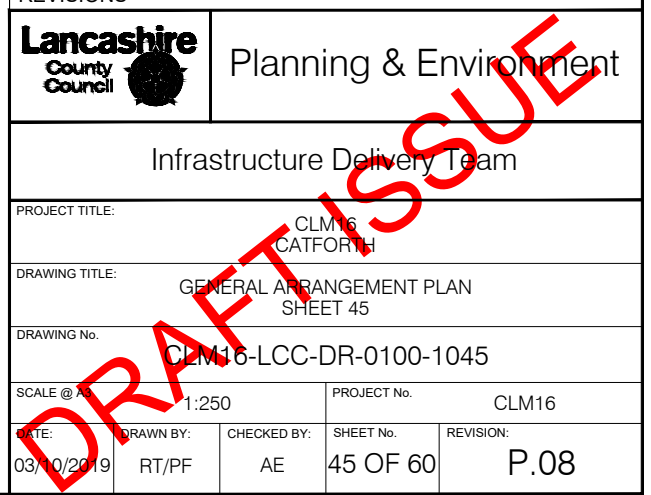 REVISIONS
Lancashire
County
Council
Planning & Environment
Infrastructure Delivery Team
PROJECT TITLE:
CLM16
CATFORTH
DRAWING TITLE:
GENERAL ARRANGEMENT PLAN
SHEET 45
DRAWING No.
CLM16-LCC-DR-0100-1045
SCALE @ A3
1:250
PROJECT No.
CLM16
DATE:
03/10/2019
DRAWN BY:
RT/PF
CHECKED BY:
AE
SHEET No.
45 OF 60
REVISION:
P.08
DRAFT ISSUE